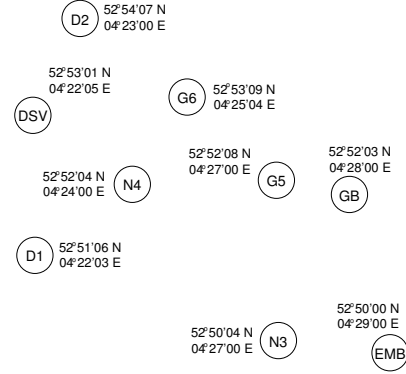 D2
52°54'07 N
04°23'00 E
52°53'01 N
04°22'05 E
DSV
G6
52°53'09 N
04°25'04 E
52°52'08 N
04°27'00 E
G5
52°52'03 N
04°28'00 E
GB
52°52'04 N
04°24'00 E
N4
D1
52°51'06 N
04°22'03 E
52°50'04 N
04°27'00 E
N3
52°50'00 N
04°29'00 E
EMB